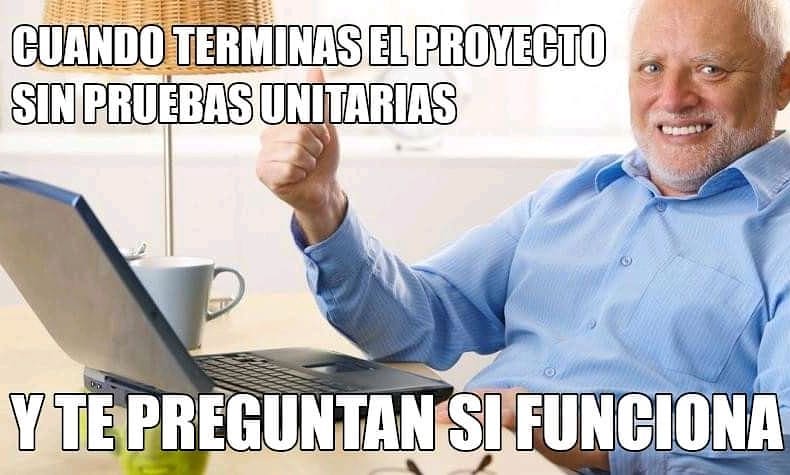 CUANDO TERMINAS EL PROYECTO
SIN PRUEBAS UNITARIAS
Y TE PREGUNTAN SI FUNCIONA